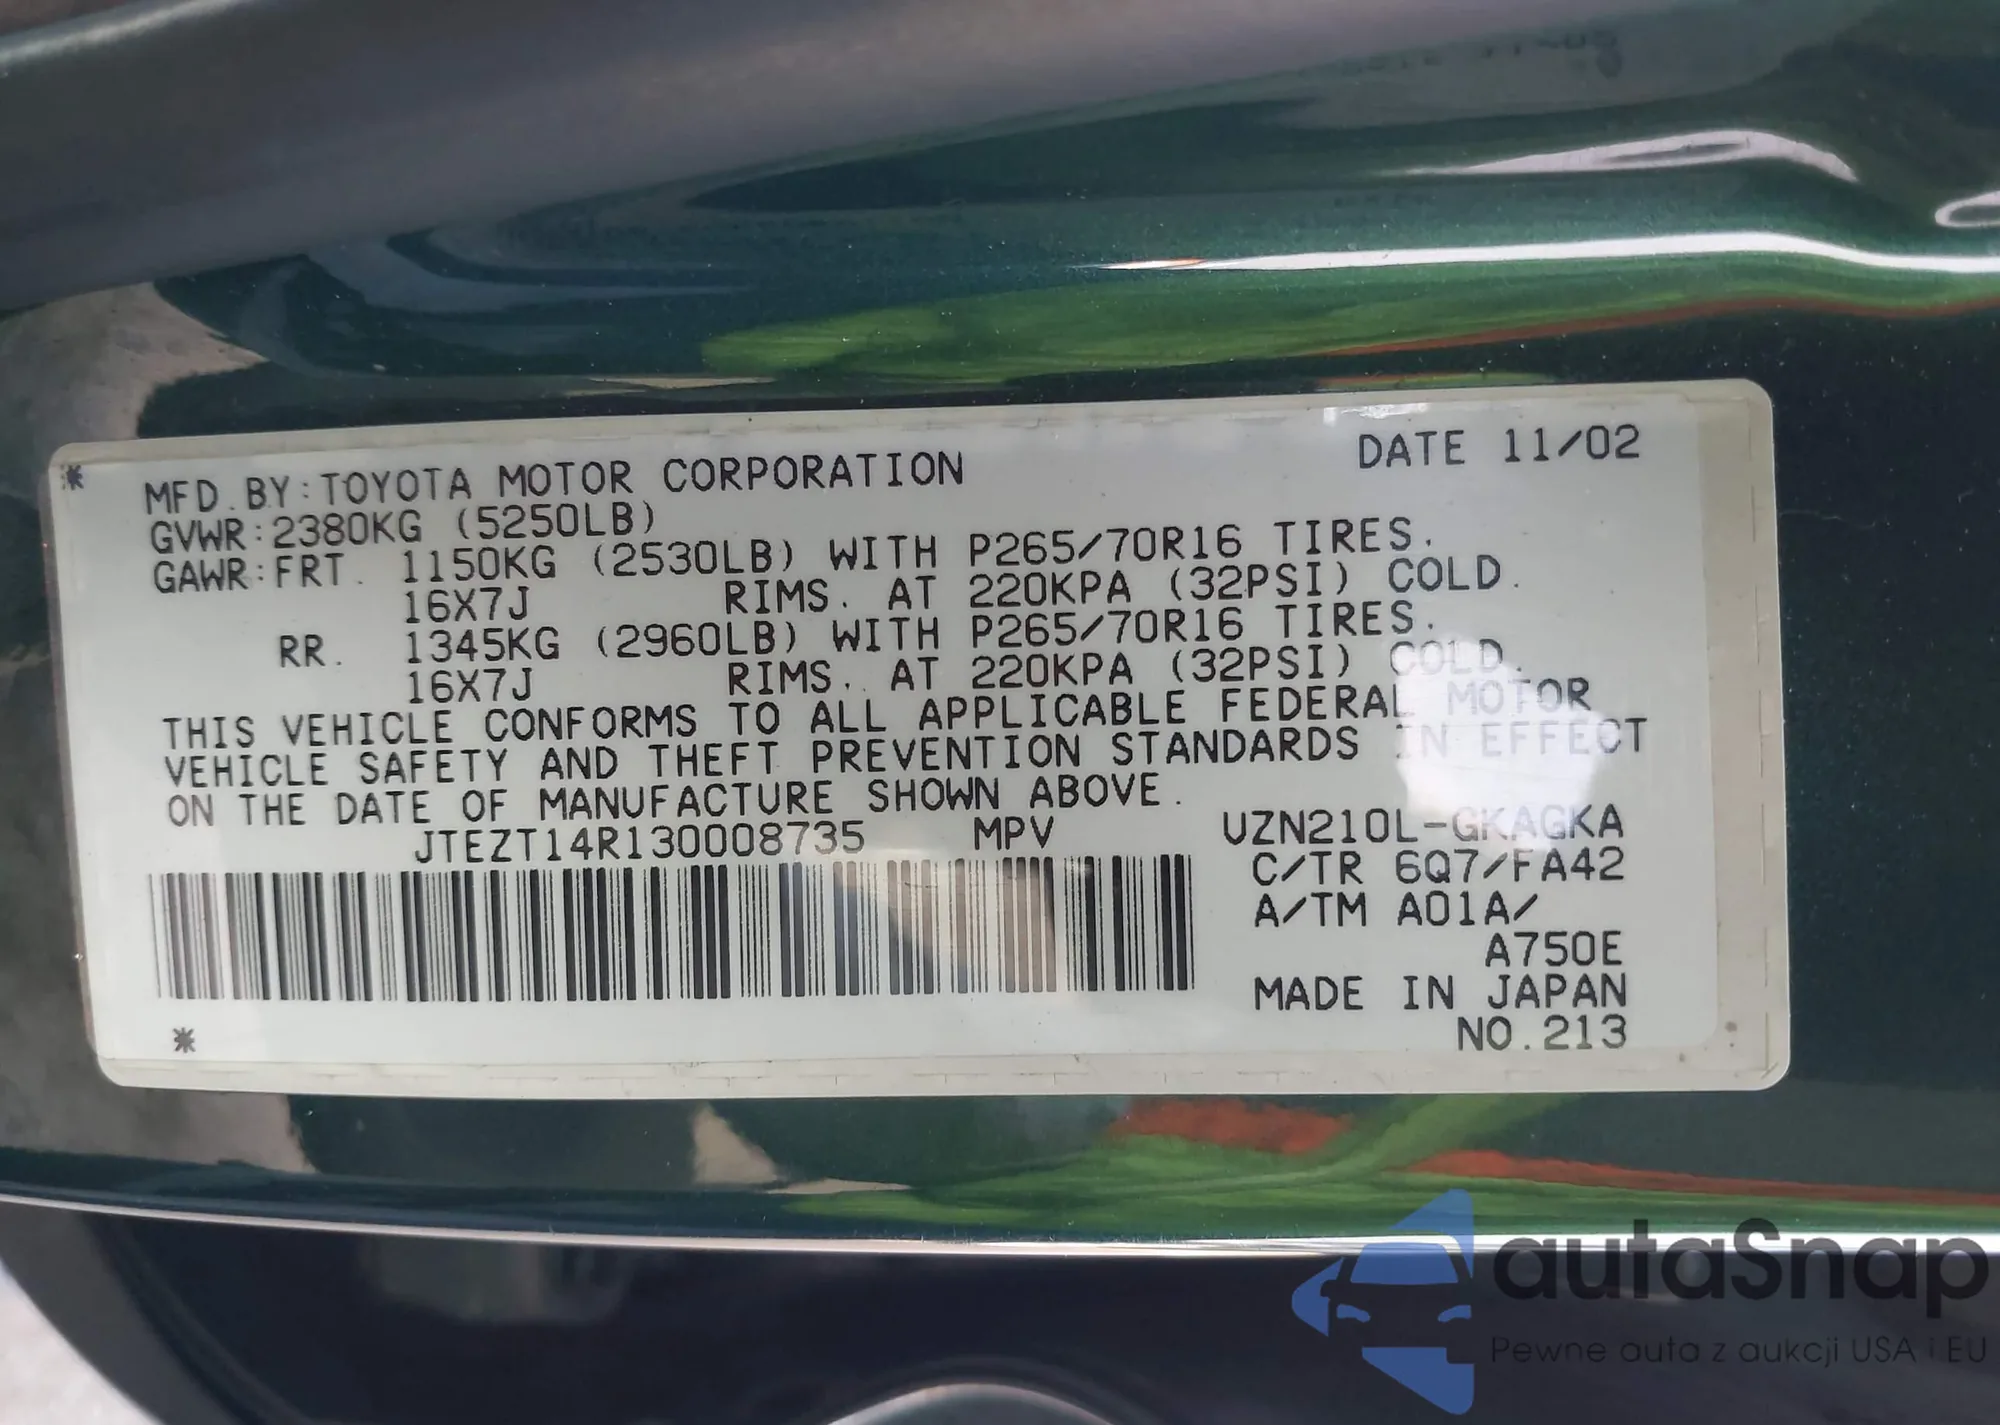 * MFD.BY:TOYOTA MOTOR CORPORATION DATE 11/02
GVWR:2380KG (5250LB)
GAWR:FRT. 1150KG (2530LB) WITH P265/70R16 TIRES.
16X7J RIMS. AT 220KPA (32PSI) COLD.
RR. 1345KG (2960LB) WITH P265/70R16 TIRES.
16X7J RIMS. AT 220KPA (32PSI) COLD.
THIS VEHICLE CONFORMS TO ALL APPLICABLE FEDERAL MOTOR
VEHICLE SAFETY AND THEFT PREVENTION STANDARDS IN EFFECT
ON THE DATE OF MANUFACTURE SHOWN ABOVE.
JTEZT14R130008735 MPV UZN210L-GKAGKA
C/TR 6Q7/FA42
A/TM A01A/
A750E
MADE IN JAPAN
* NO.213
autaSnap
Pewne auta z aukcji USA i EU